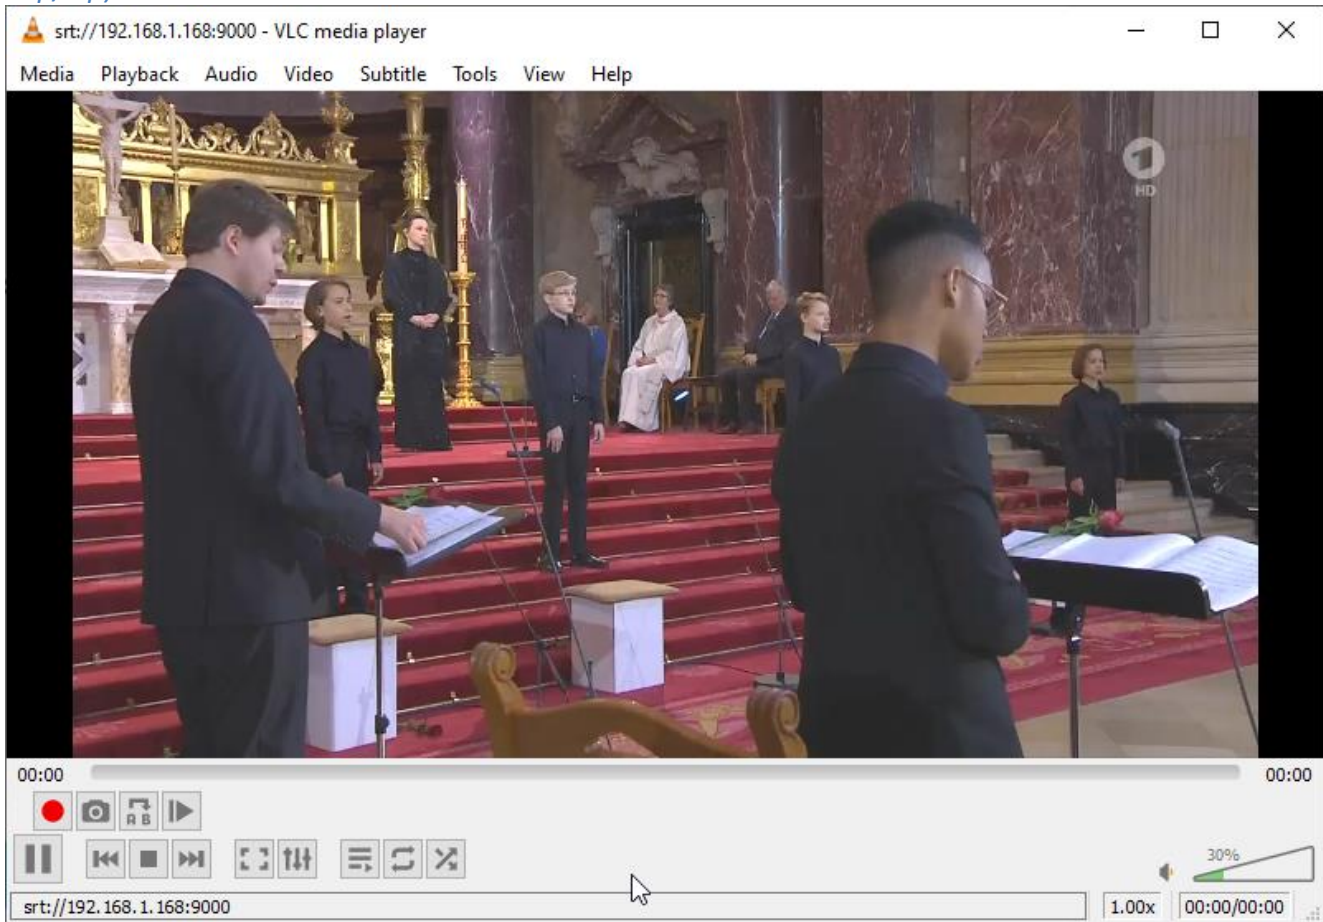 srt://192.168.1.168:9000 - VLC media player
Media Playback Audio Video Subtitle Tools View Help
1
HD
00:00 00:00
A B
30%
srt://192.168.1.168:9000 1.00x 00:00/00:00